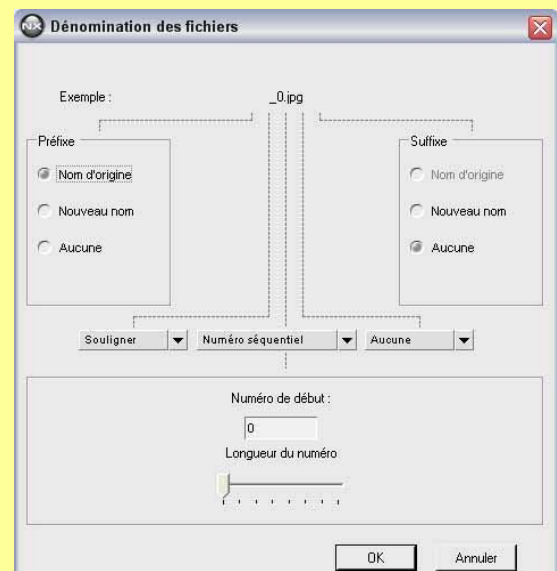 NX Dénomination des fichiers
Exemple : _0.jpg
Préfixe
Nom d'origine
Nouveau nom
Aucune
Suffixe
Nom d'origine
Nouveau nom
Aucune
Souligner Numéro séquentiel Aucune
Numéro de début :
0
Longueur du numéro
OK Annuler